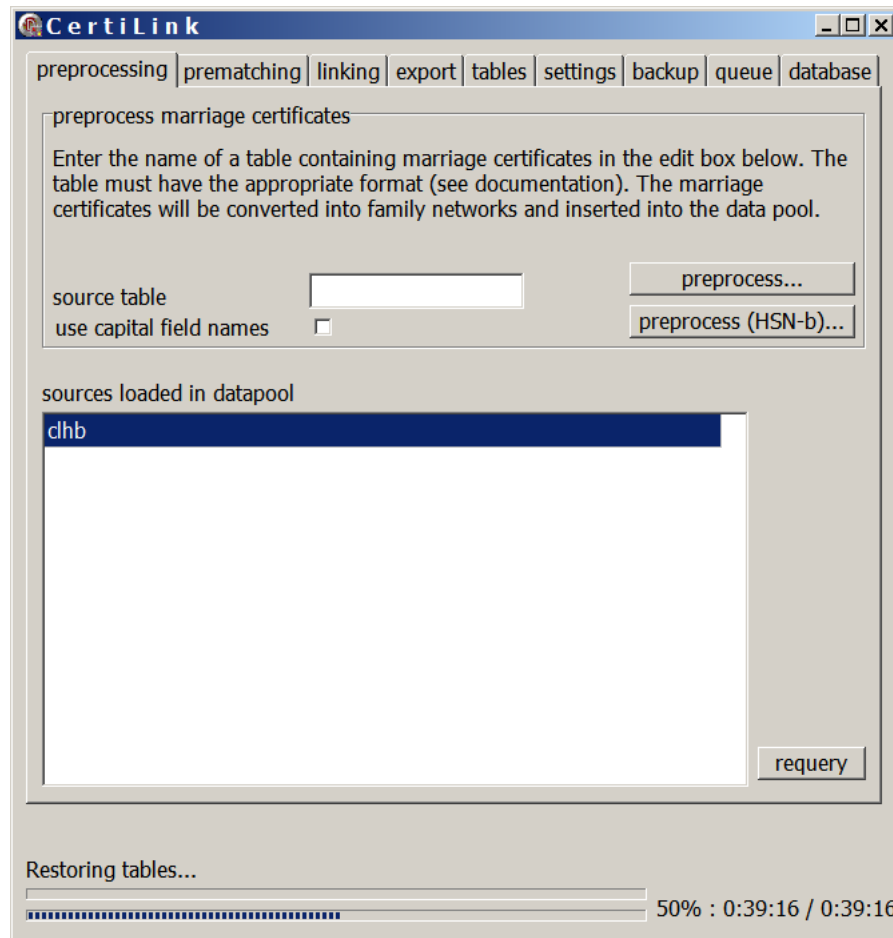 CertiLink
preprocessing prematching linking export tables settings backup queue database
preprocess marriage certificates
Enter the name of a table containing marriage certificates in the edit box below. The
table must have the appropriate format (see documentation). The marriage
certificates will be converted into family networks and inserted into the data pool.
source table
preprocess...
use capital field names
preprocess (HSN-b)...
sources loaded in datapool
clhb
requery
Restoring tables...
50% : 0:39:16 / 0:39:16